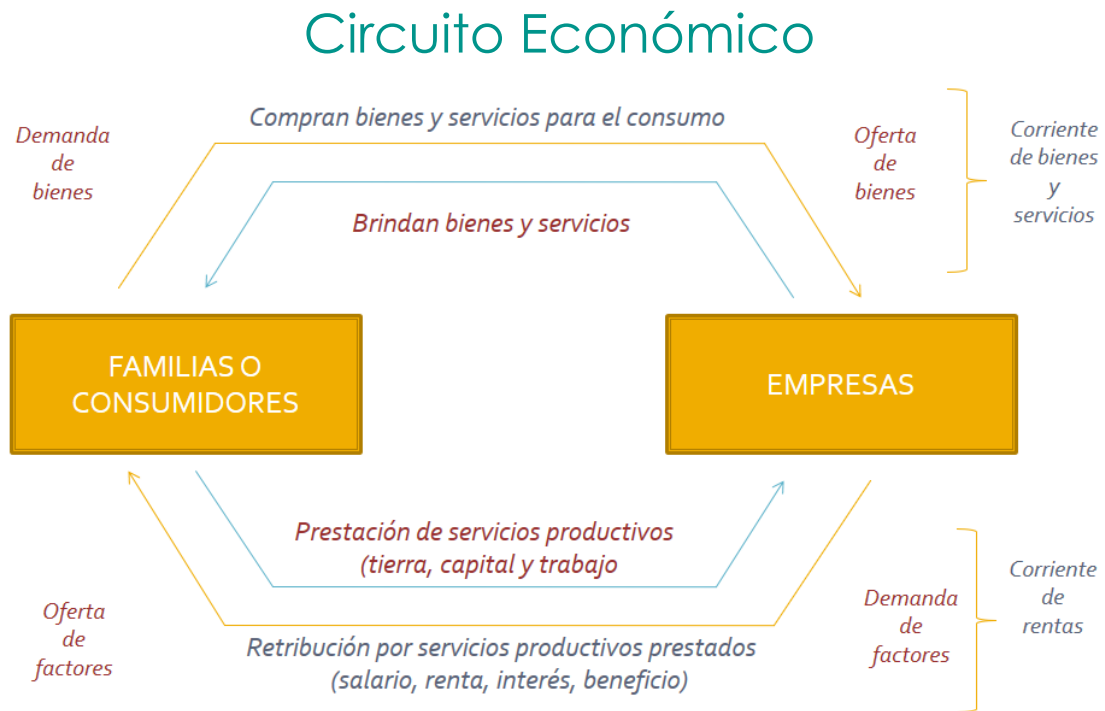 Circuito Económico
Compran bienes y servicios para el consumo
Demanda
de
bienes
Oferta
de
bienes
Corriente
de bienes
y
servicios
Brindan bienes y servicios
FAMILIAS O
CONSUMIDORES
EMPRESAS
Prestación de servicios productivos
(tierra, capital y trabajo
Oferta
de
factores
Demanda
de
factores
Corriente
de
rentas
Retribución por servicios productivos prestados
(salario, renta, interés, beneficio)